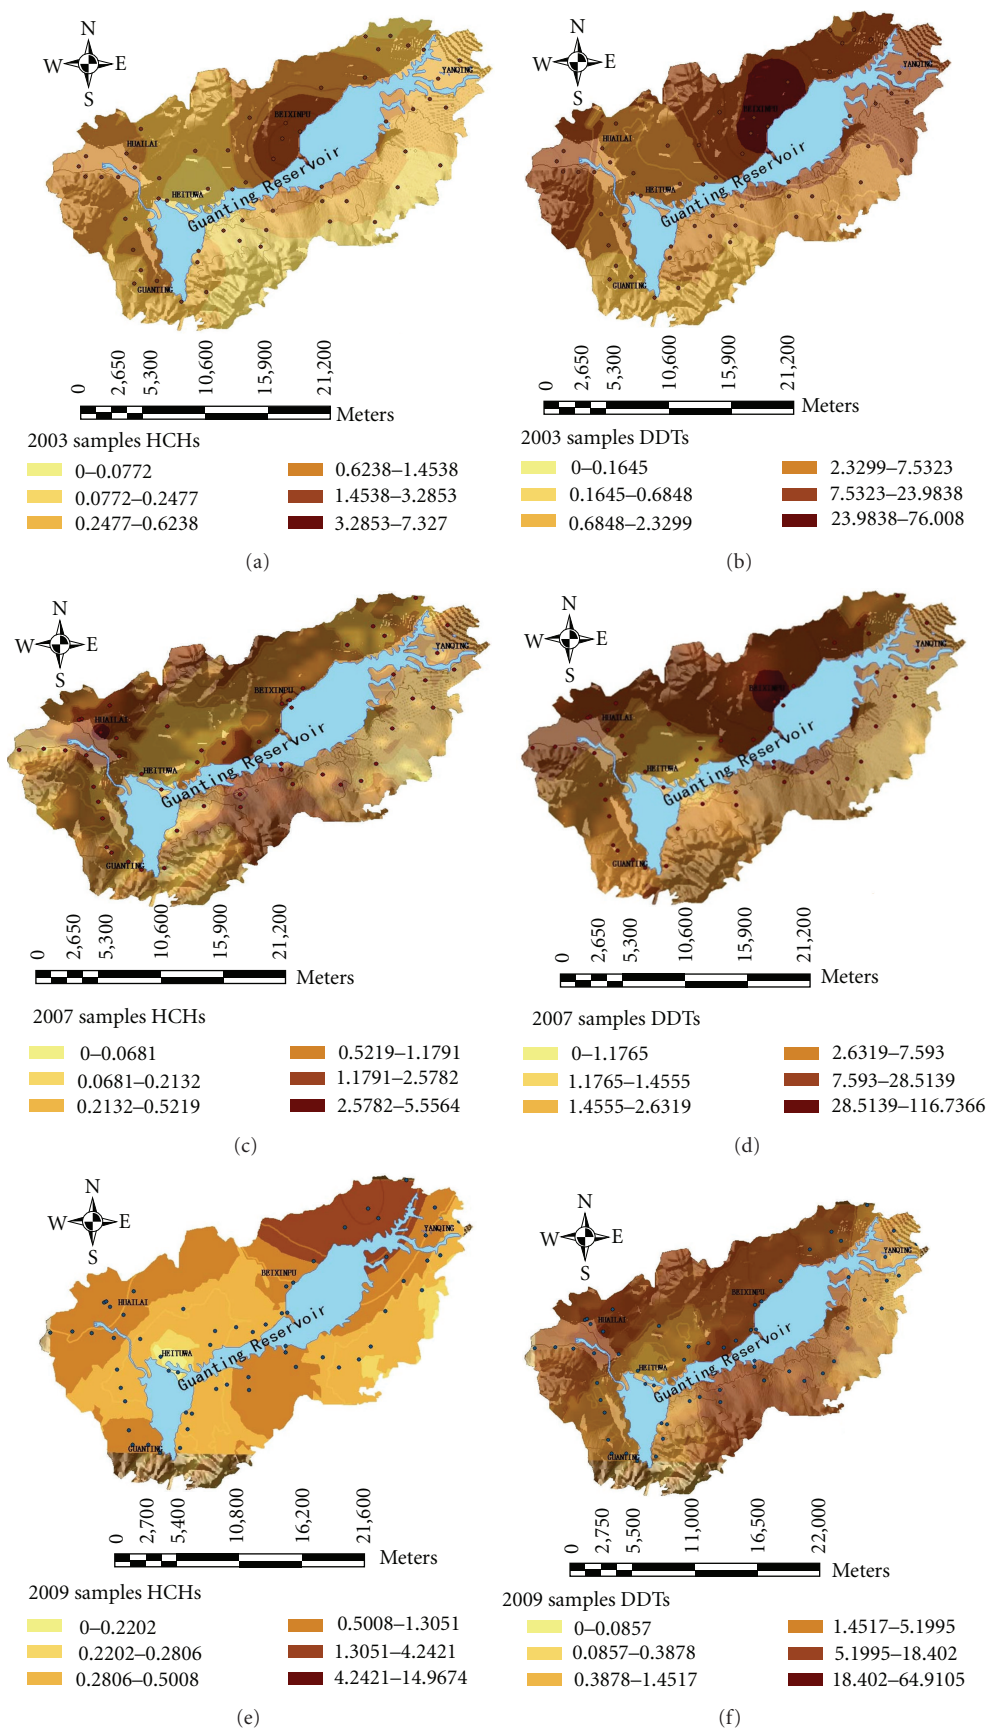 N
W E
S
BEIXINPU
YANQING
HUAILAI
HEITUWA
Guanting Reservoir
GUANTING
0 2,650 5,300 10,600 15,900 21,200
Meters
2003 samples HCHs
0–0.0772
0.0772–0.2477
0.2477–0.6238
0.6238–1.4538
1.4538–3.2853
3.2853–7.327
(a)
N
W E
S
YANQING
BEIXINPU
HUAILAI
HEITUWA
Guanting Reservoir
GUANTING
0 2,650 5,300 10,600 15,900 21,200
Meters
2003 samples DDTs
0–0.1645
0.1645–0.6848
0.6848–2.3299
2.3299–7.5323
7.5323–23.9838
23.9838–76.008
(b)
N
W E
S
YANQING
BEIXINPU
HUAILAI
HEITUWA
Guanting Reservoir
GUANTING
0 2,650 5,300 10,600 15,900 21,200
Meters
2007 samples HCHs
0–0.0681
0.0681–0.2132
0.2132–0.5219
0.5219–1.1791
1.1791–2.5782
2.5782–5.5564
(c)
N
W E
S
YANQING
BEIXINPU
HUAILAI
HEITUWA
Guanting Reservoir
GUANTING
0 2,650 5,300 10,600 15,900 21,200
Meters
2007 samples DDTs
0–1.1765
1.1765–1.4555
1.4555–2.6319
2.6319–7.593
7.593–28.5139
28.5139–116.7366
(d)
N
W E
S
YANQING
BEIXINPU
HUAILAI
HEITUWA
Guanting Reservoir
GUANTING
0 2,700 5,400 10,800 16,200 21,600
Meters
2009 samples HCHs
0–0.2202
0.2202–0.2806
0.2806–0.5008
0.5008–1.3051
1.3051–4.2421
4.2421–14.9674
(e)
N
W E
S
YANQING
BEIXINPU
HUAILAI
HEITUWA
Guanting Reservoir
GUANTING
0 2,750 5,500 11,000 16,500 22,000
Meters
2009 samples DDTs
0–0.0857
0.0857–0.3878
0.3878–1.4517
1.4517–5.1995
5.1995–18.402
18.402–64.9105
(f)